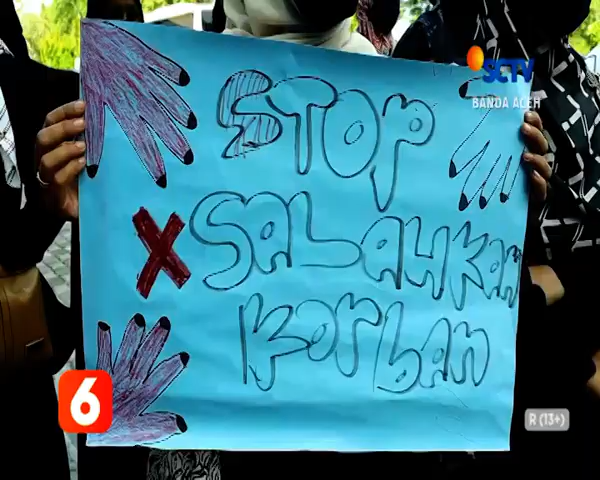 SCTV
BANDA ACEH
STOP
X SALAHKAN
KORBAN
6
R (13+)